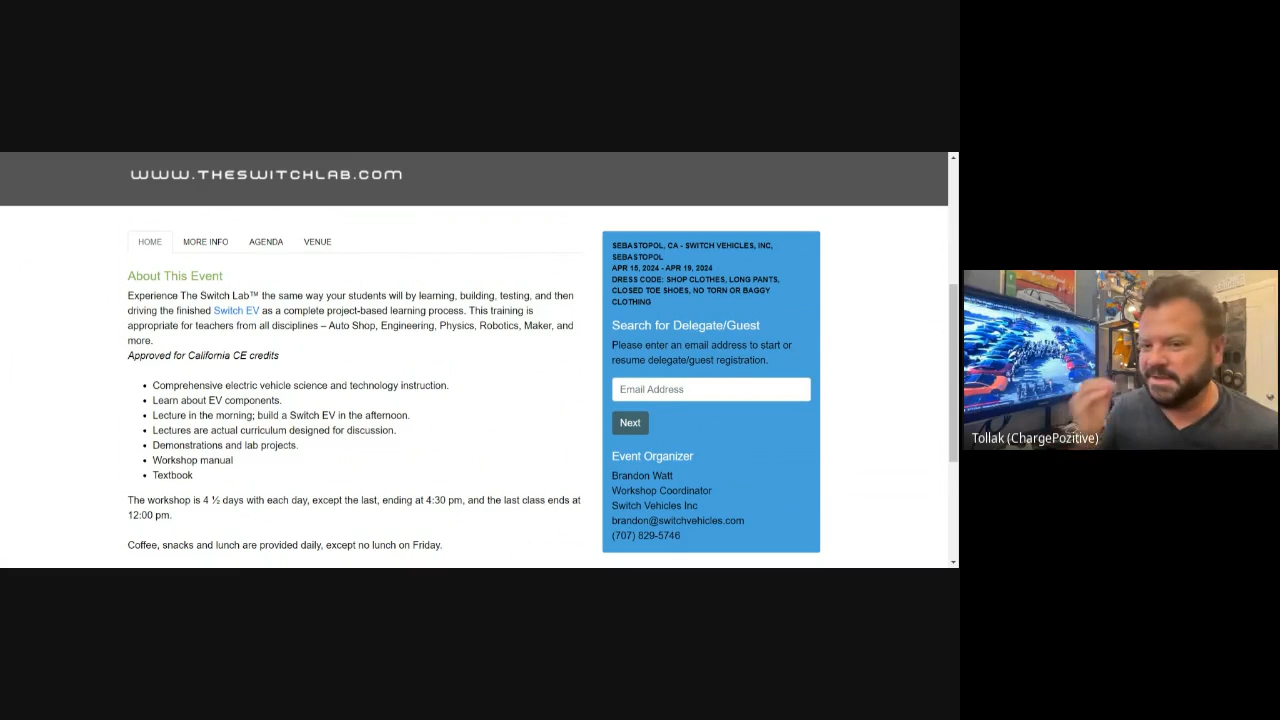 WWW.THESWITCHLAB.COM
HOME MORE INFO AGENDA VENUE
About This Event
Experience The Switch Lab™ the same way your students will by learning, building, testing, and then
driving the finished Switch EV as a complete project-based learning process. This training is
appropriate for teachers from all disciplines – Auto Shop, Engineering, Physics, Robotics, Maker, and
more.
Approved for California CE credits
• Comprehensive electric vehicle science and technology instruction.
• Learn about EV components.
• Lecture in the morning; build a Switch EV in the afternoon.
• Lectures are actual curriculum designed for discussion.
• Demonstrations and lab projects.
• Workshop manual
• Textbook
The workshop is 4 ½ days with each day, except the last, ending at 4:30 pm, and the last class ends at
12:00 pm.
Coffee, snacks and lunch are provided daily, except no lunch on Friday.
SEBASTOPOL, CA - SWITCH VEHICLES, INC,
SEBASTOPOL
APR 15, 2024 - APR 19, 2024
DRESS CODE: SHOP CLOTHES, LONG PANTS,
CLOSED TOE SHOES, NO TORN OR BAGGY
CLOTHING
Search for Delegate/Guest
Please enter an email address to start or
resume delegate/guest registration.
Email Address
Next
Event Organizer
Brandon Watt
Workshop Coordinator
Switch Vehicles Inc
brandon@switchvehicles.com
(707) 829-5746
Tollak (ChargePozitive)